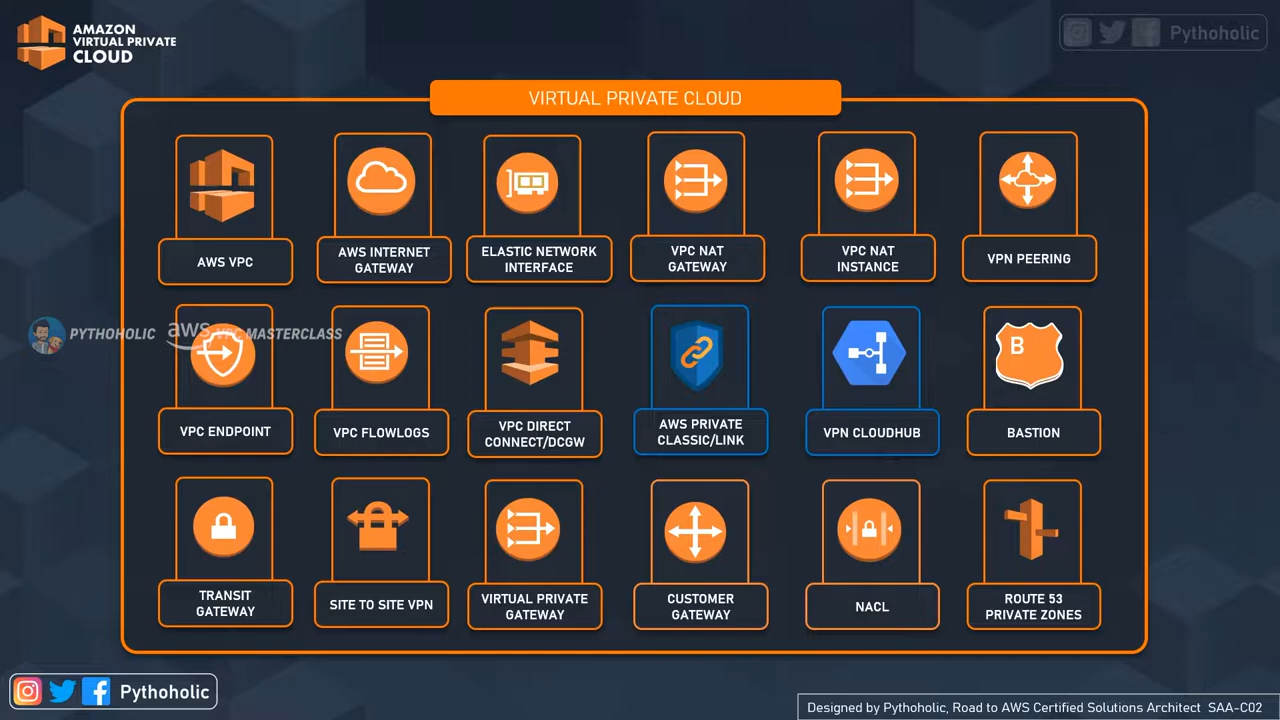 AMAZON
VIRTUAL PRIVATE
CLOUD
Pythoholic
VIRTUAL PRIVATE CLOUD
AWS VPC
AWS INTERNET
GATEWAY
ELASTIC NETWORK
INTERFACE
VPC NAT
GATEWAY
VPC NAT
INSTANCE
VPN PEERING
PYTHOHOLIC
aws
VPC MASTERCLASS
B
VPC ENDPOINT
VPC FLOWLOGS
VPC DIRECT
CONNECT/DCGW
AWS PRIVATE
CLASSIC/LINK
VPN CLOUDHUB
BASTION
TRANSIT
GATEWAY
SITE TO SITE VPN
VIRTUAL PRIVATE
GATEWAY
CUSTOMER
GATEWAY
NACL
ROUTE 53
PRIVATE ZONES
Pythoholic
Designed by Pythoholic, Road to AWS Certified Solutions Architect SAA-C02